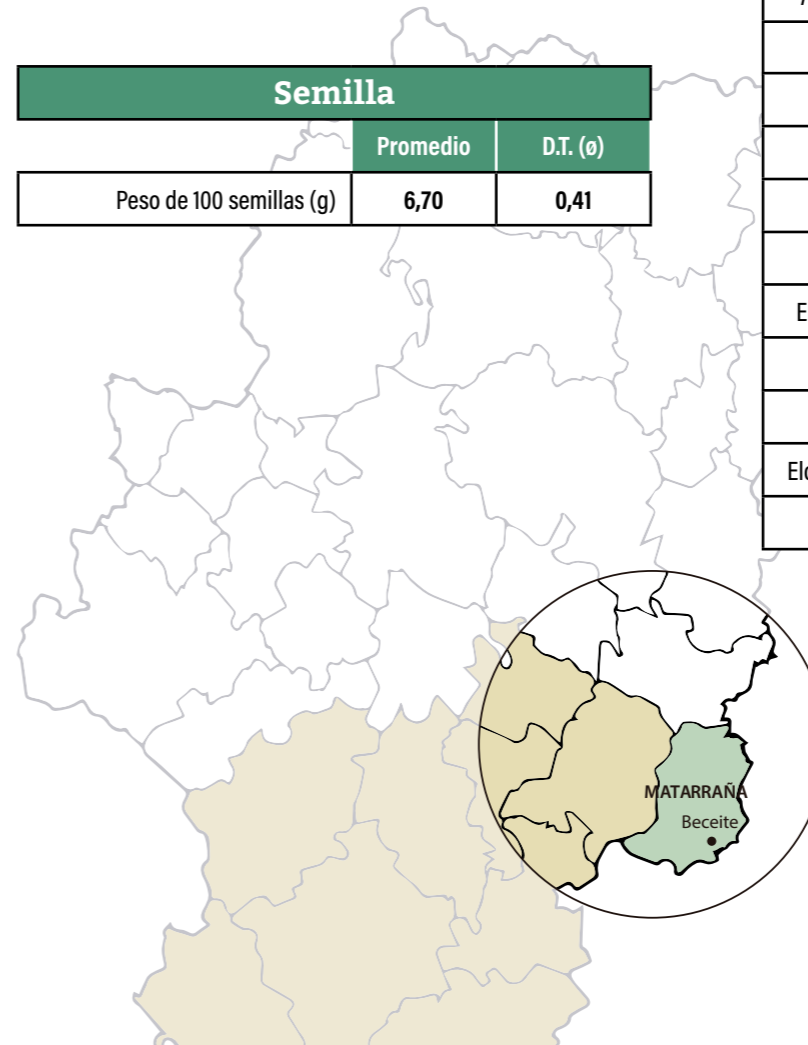 Semilla
Promedio D.T. (ø)
Peso de 100 semillas (g) 6,70 0,41
MATARRAÑA
Beceite